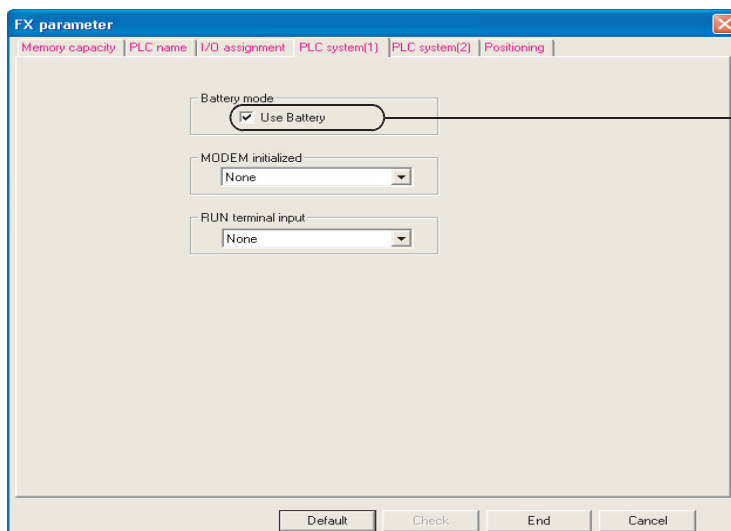 FX parameter
Memory capacity PLC name I/O assignment PLC system(1) PLC system(2) Positioning
Battery mode
Use Battery
MODEM initialized
None
RUN terminal input
None
Default Check End Cancel